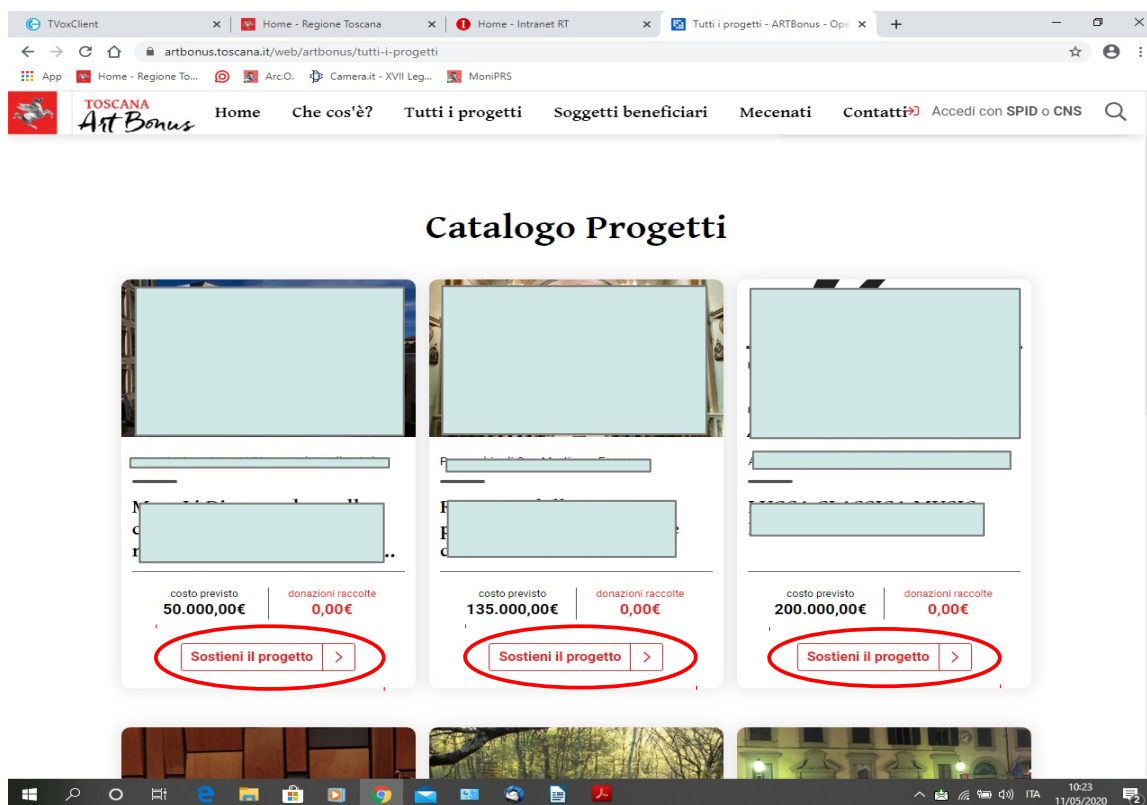 TVoxClient
Home - Regione Toscana
Home - Intranet RT
Tutti i progetti - ARTBonus - Ope
artbonus.toscana.it/web/artbonus/tutti-i-progetti
App
Home - Regione To...
Arc.O.
Camera.it - XVII Leg...
MoniPRS
TOSCANA
Art Bonus
Home
Che cos'è?
Tutti i progetti
Soggetti beneficiari
Mecenati
Contatti
Accedi con SPID o CNS
Catalogo Progetti
costo previsto
50.000,00€
donazioni raccolte
0,00€
Sostieni il progetto
costo previsto
135.000,00€
donazioni raccolte
0,00€
Sostieni il progetto
costo previsto
200.000,00€
donazioni raccolte
0,00€
Sostieni il progetto
ITA
10:23
11/05/2020